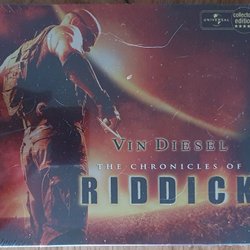 UNIVERSAL
collector's
edition
VIN DIESEL
THE CHRONICLES OF
RIDDICK